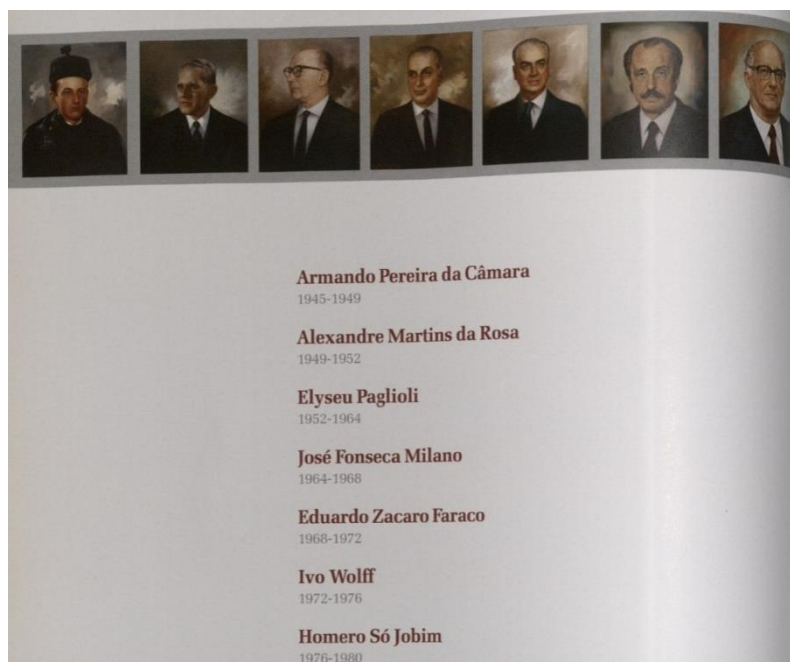 Armando Pereira da Câmara
1945-1949
Alexandre Martins da Rosa
1949-1952
Elyseu Paglioli
1952-1964
José Fonseca Milano
1964-1968
Eduardo Zacaro Faraco
1968-1972
Ivo Wolff
1972-1976
Homero Só Jobim
1976-1980